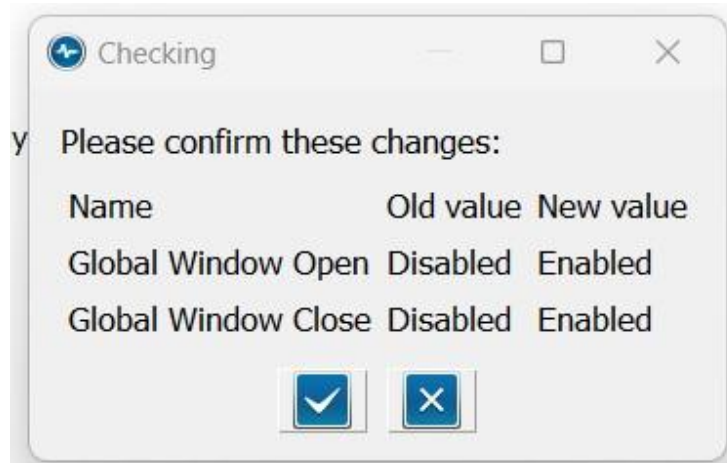 Checking
y
Please confirm these changes:
Name Old value New value
Global Window Open Disabled Enabled
Global Window Close Disabled Enabled